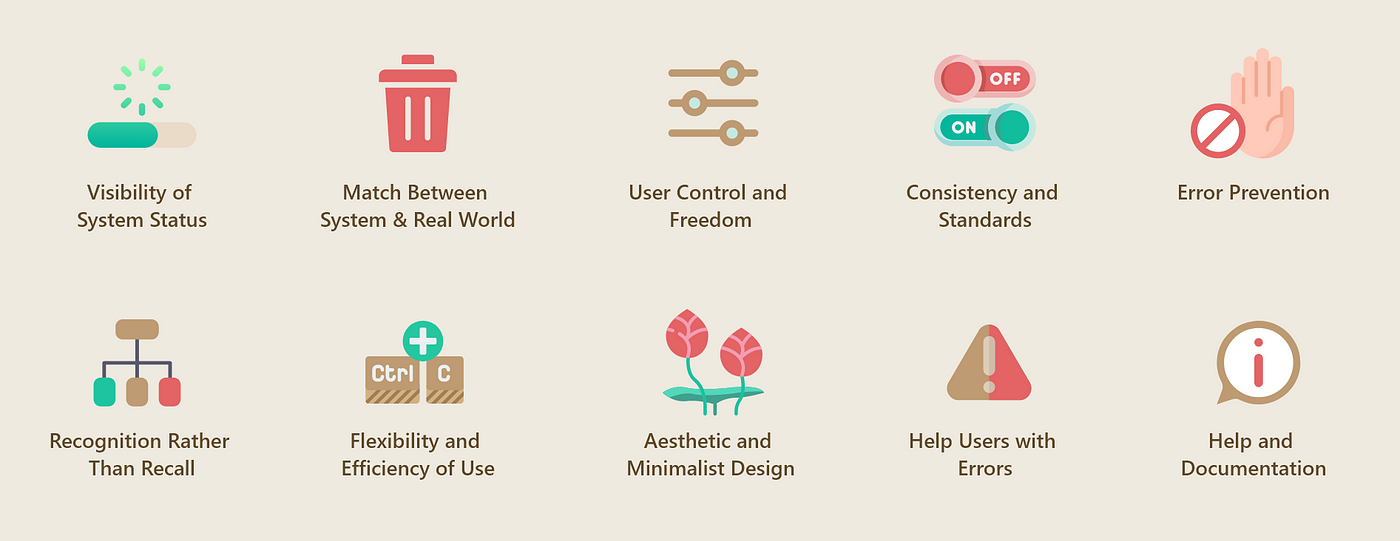 OFF
ON
Visibility of
System Status
Match Between
System & Real World
User Control and
Freedom
Consistency and
Standards
Error Prevention
Ctrl C
Recognition Rather
Than Recall
Flexibility and
Efficiency of Use
Aesthetic and
Minimalist Design
Help Users with
Errors
Help and
Documentation